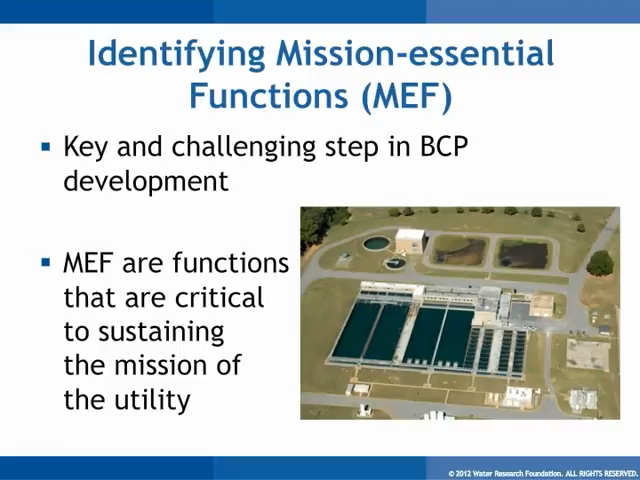 Identifying Mission-essential
Functions (MEF)
Key and challenging step in BCP
development
MEF are functions
that are critical
to sustaining
the mission of
the utility
© 2012 Water Research Foundation. ALL RIGHTS RESERVED.